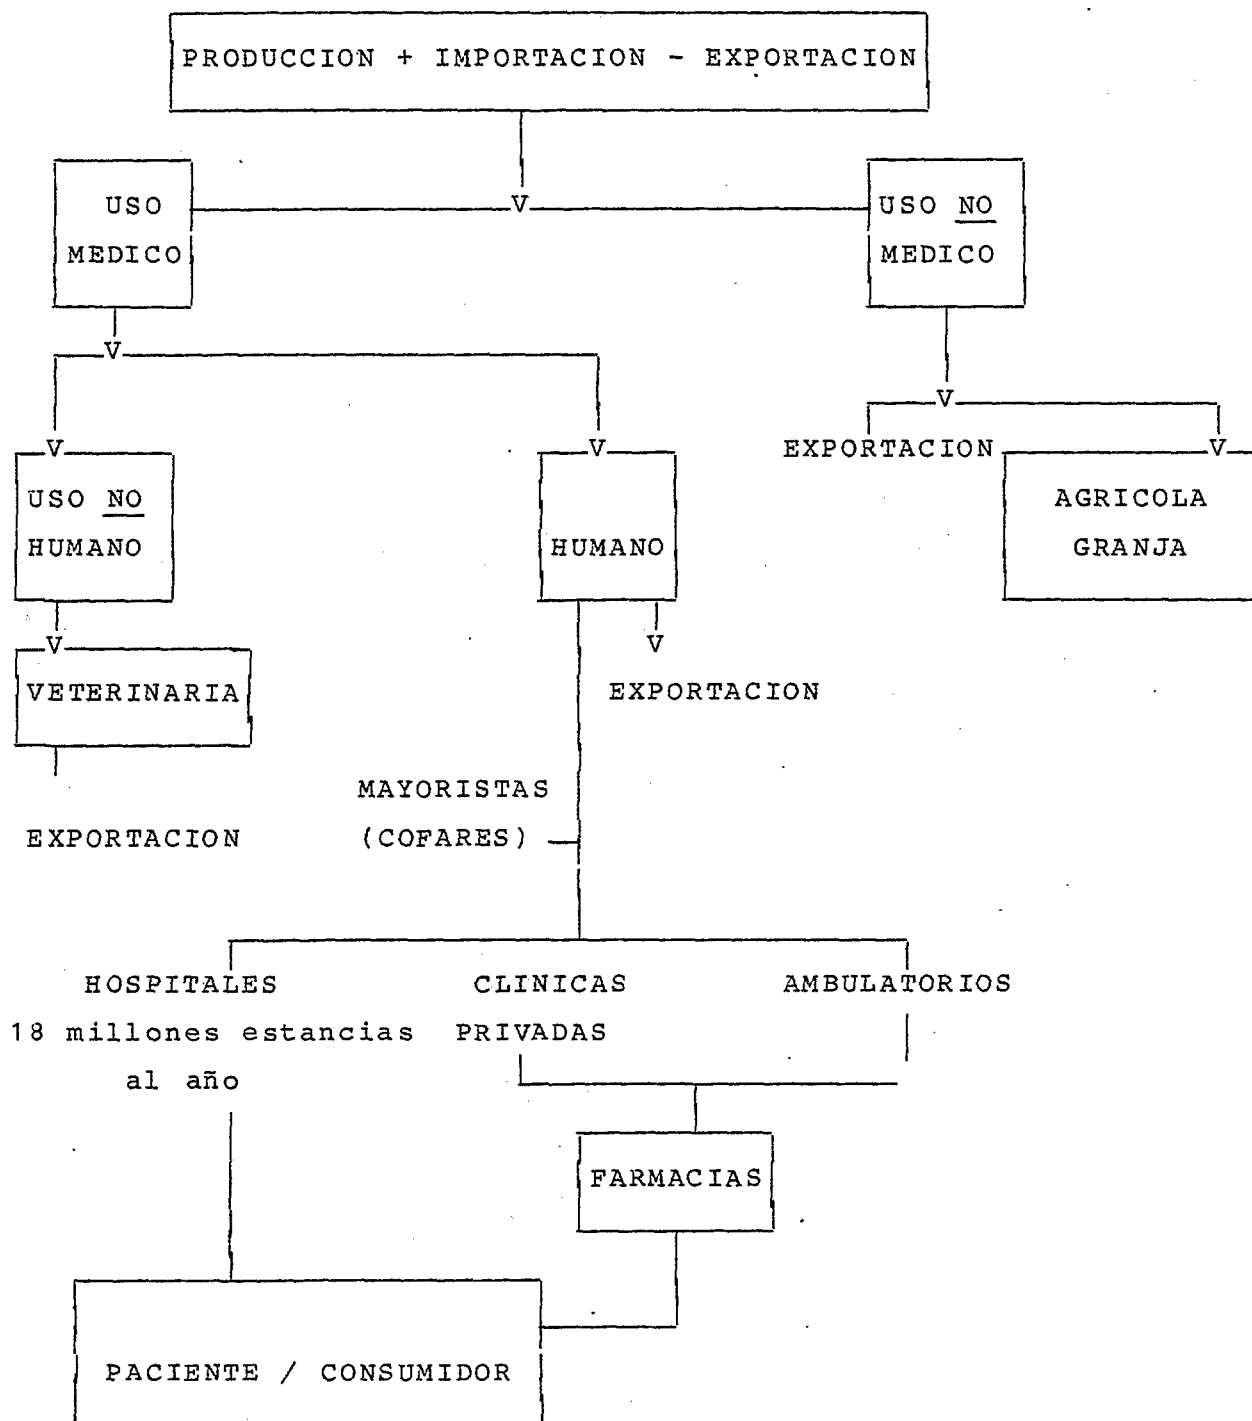 PRODUCCION + IMPORTACION - EXPORTACION
USO
MEDICO
V
USO NO
MEDICO
V
V
V
V
EXPORTACION
V
USO NO
HUMANO
HUMANO
AGRICOLA
GRANJA
V
V
VETERINARIA
EXPORTACION
MAYORISTAS
(COFARES)
EXPORTACION
HOSPITALES
18 millones estancias
al año
CLINICAS
PRIVADAS
AMBULATORIOS
FARMACIAS
PACIENTE / CONSUMIDOR